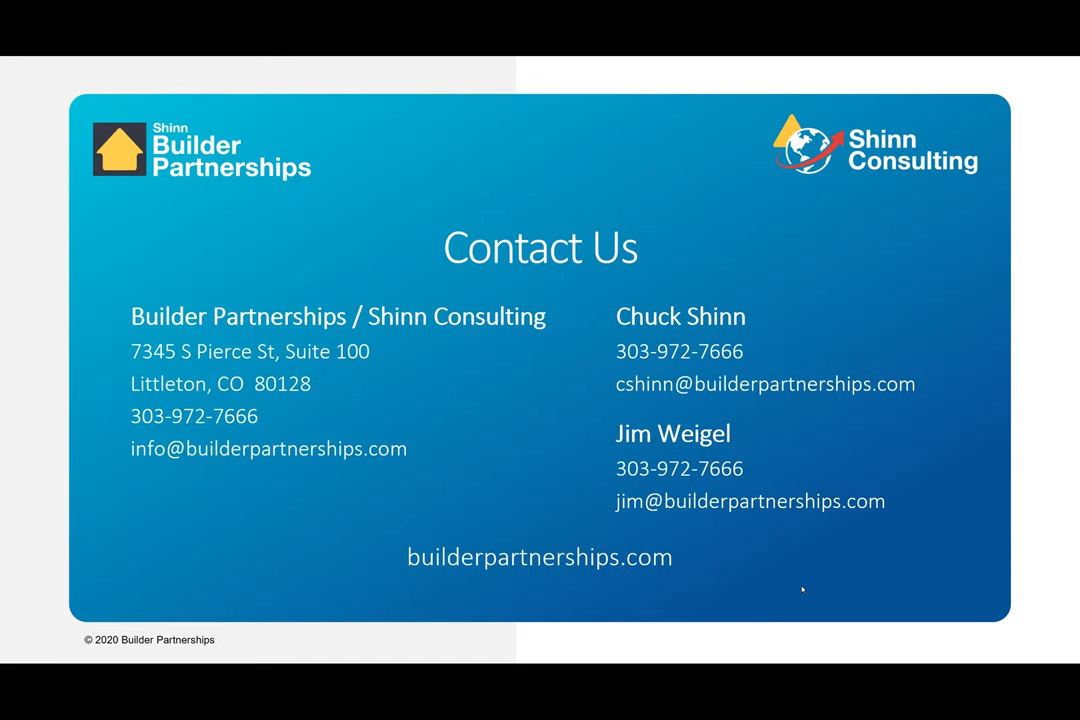 Shinn
Builder
Partnerships
Shinn
Consulting
Contact Us
Builder Partnerships / Shinn Consulting
7345 S Pierce St, Suite 100
Littleton, CO  80128
303-972-7666
info@builderpartnerships.com
Chuck Shinn
303-972-7666
cshinn@builderpartnerships.com
Jim Weigel
303-972-7666
jim@builderpartnerships.com
builderpartnerships.com
© 2020 Builder Partnerships